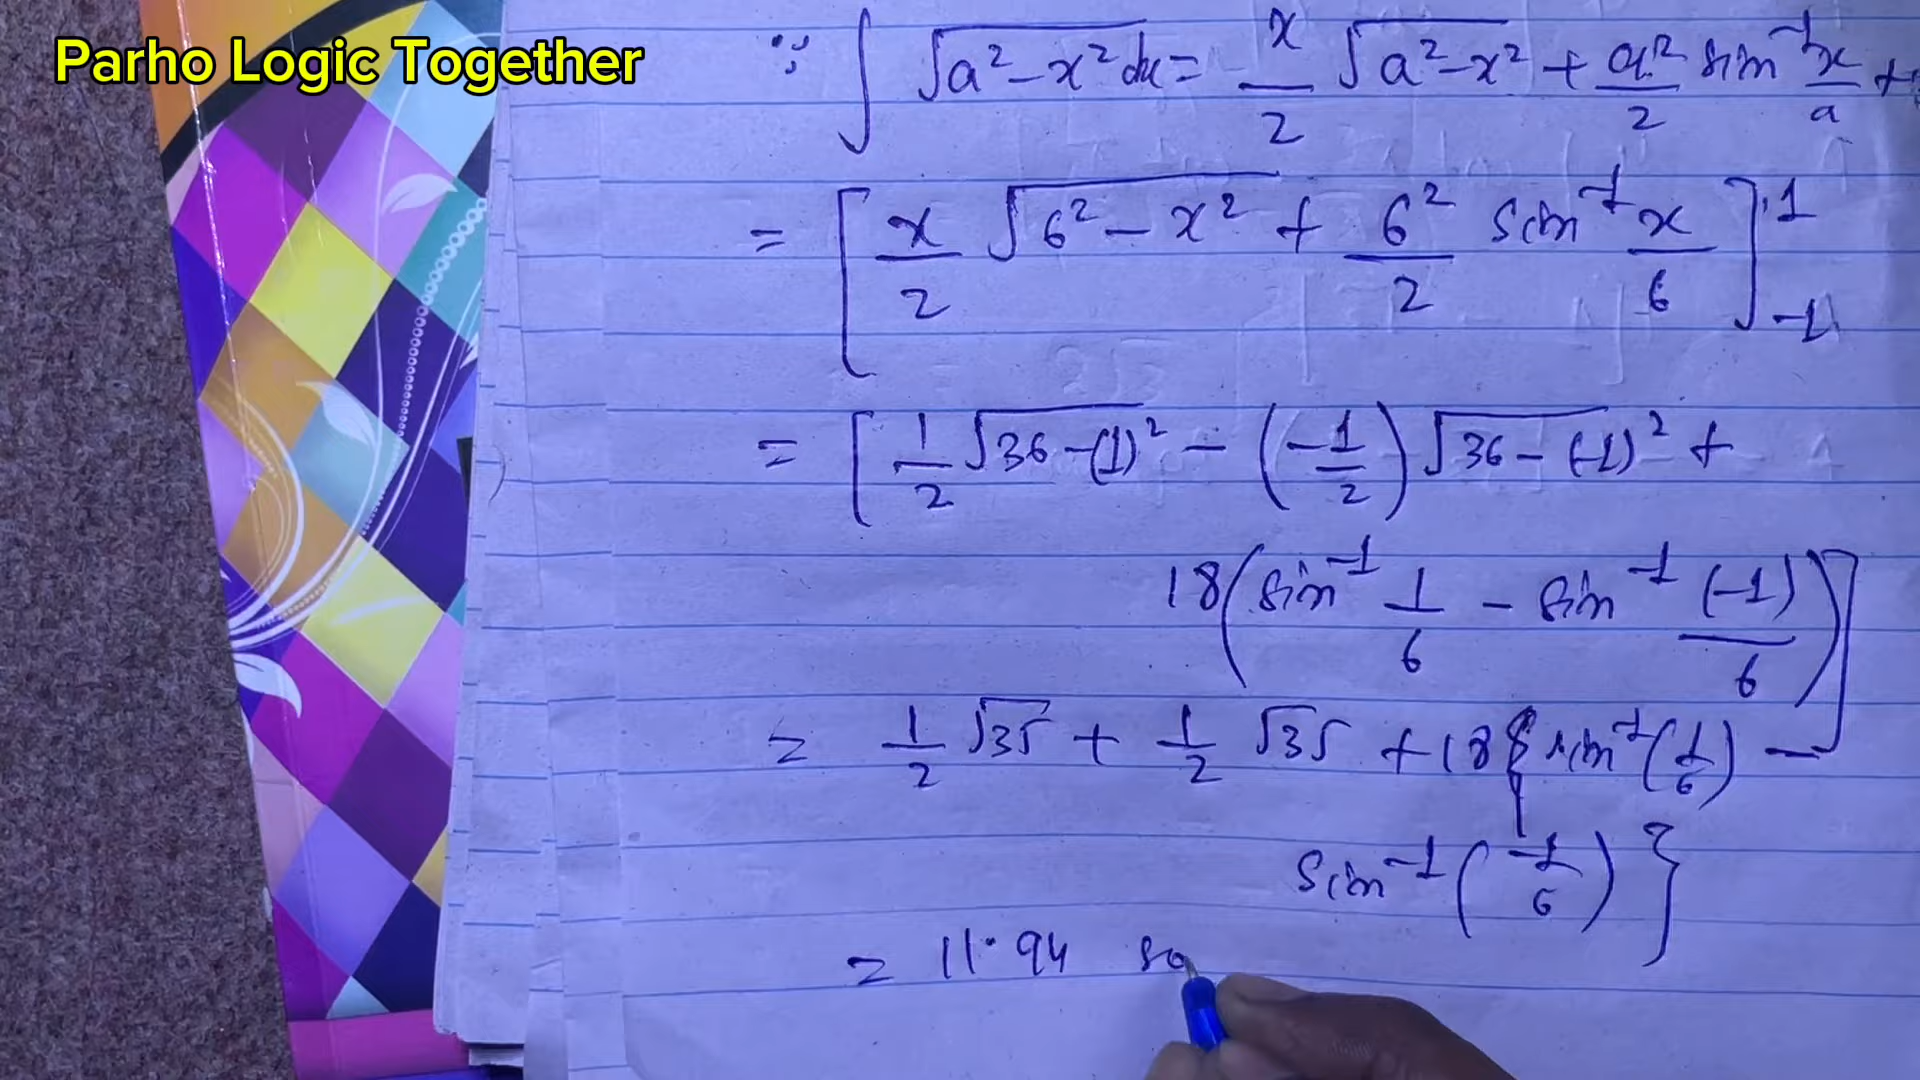 Parho Logic Together
∵ ∫ √a²-x² dx = x/2 √a²-x² + a²/2 sin⁻¹ x/a +
= [ x/2 √6²-x² + 6²/2 sin⁻¹ x/6 ]₋₁¹
= [ 1/2 √36-(1)² - (-1/2) √36-(-1)² +
18 ( sin⁻¹ 1/6 - sin⁻¹ (-1)/6 ) ]
= 1/2 √35 + 1/2 √35 + 18 { sin⁻¹ (1/6) -
sin⁻¹ (-1/6) }
= 11.94 sq